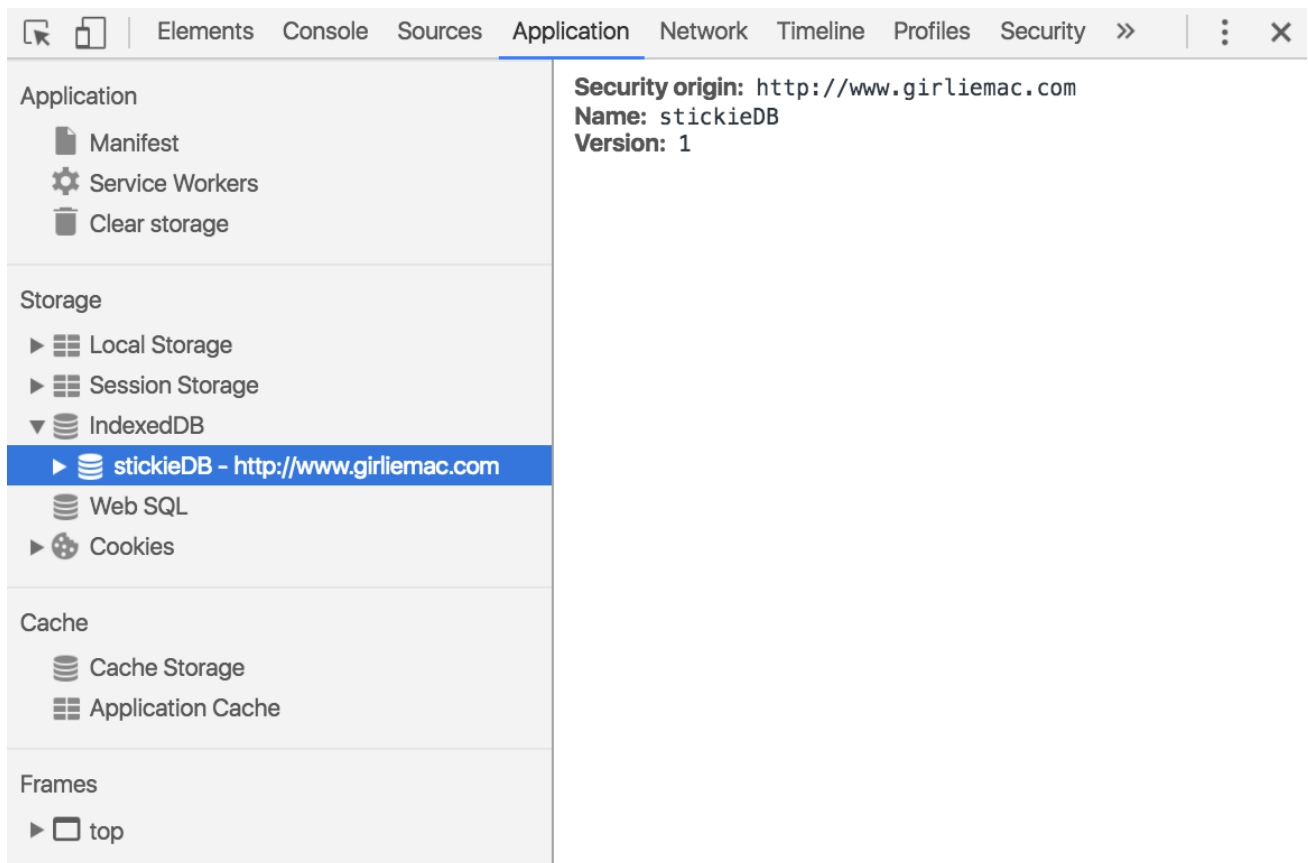 Elements Console Sources Application Network Timeline Profiles Security »
Application
Manifest
Service Workers
Clear storage
Storage
Local Storage
Session Storage
IndexedDB
stickieDB - http://www.girliemac.com
Web SQL
Cookies
Cache
Cache Storage
Application Cache
Frames
top
Security origin: http://www.girliemac.com
Name: stickieDB
Version: 1